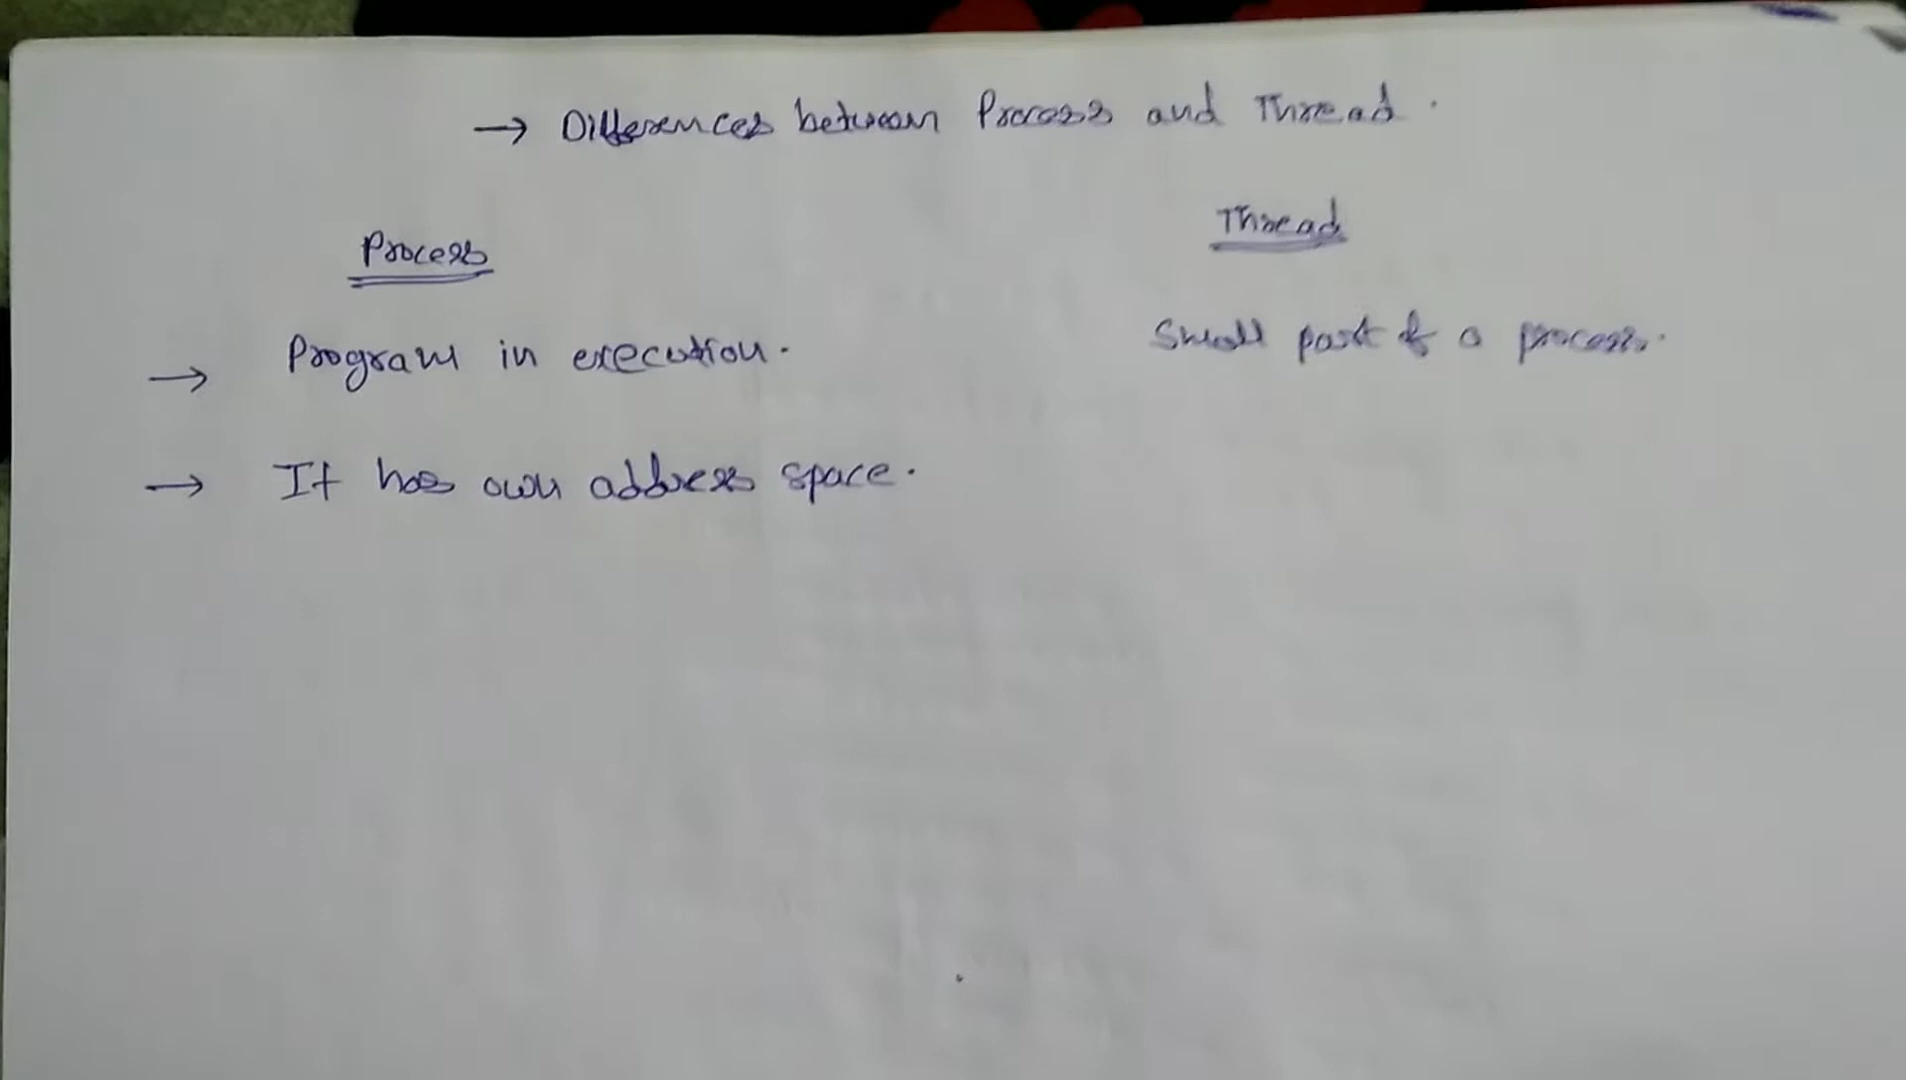 → Differences between Process and Thread.
Process
Thread
→ Program in execution.
Small part of a process.
→ It has own address space.